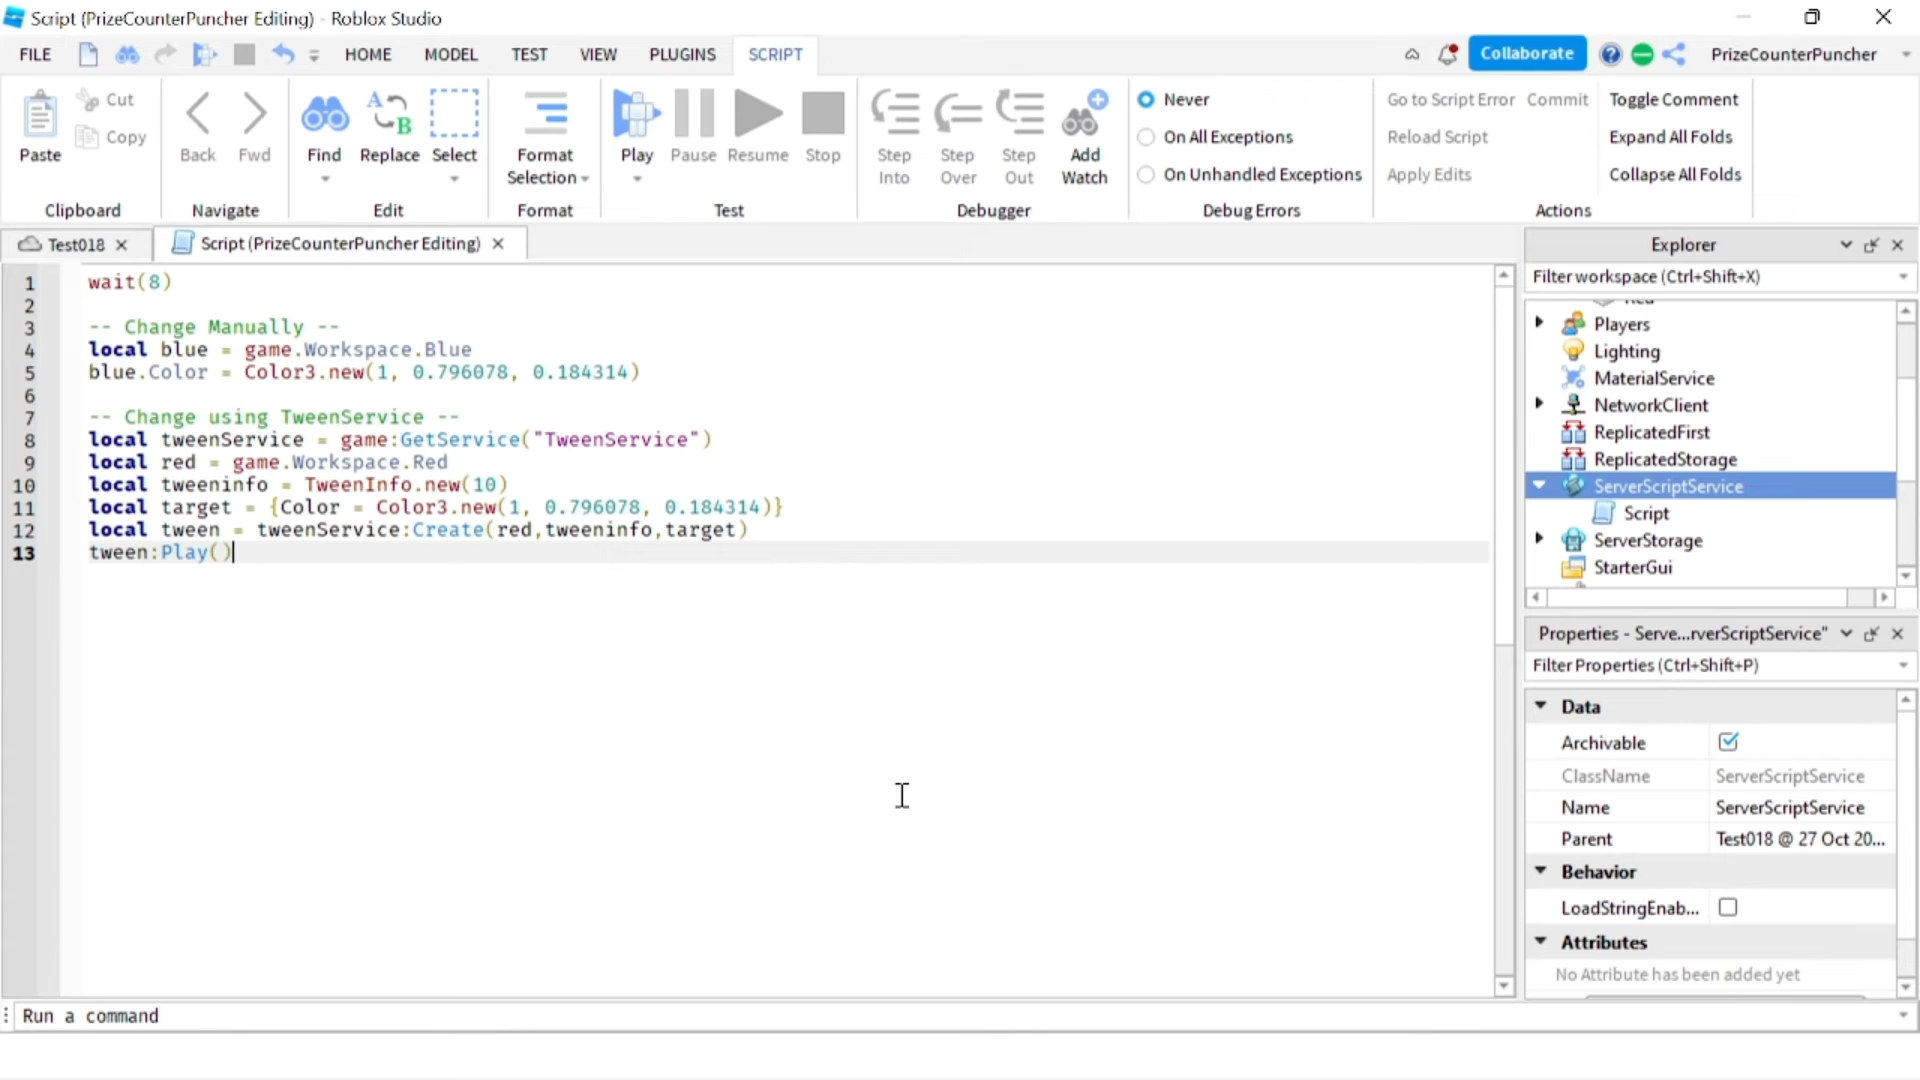 Script (PrizeCounterPuncher Editing) - Roblox Studio
FILE HOME MODEL TEST VIEW PLUGINS SCRIPT Collaborate PrizeCounterPuncher
Paste Cut Copy Back Fwd Find Replace Select Format Selection Play Pause Resume Stop Step Into Step Over Step Out Add Watch
Never
On All Exceptions
On Unhandled Exceptions
Go to Script Error Commit Toggle Comment
Reload Script Expand All Folds
Apply Edits Collapse All Folds
Clipboard Navigate Edit Format Test Debugger Debug Errors Actions
Test018 Script (PrizeCounterPuncher Editing)
1 wait(8)
2
3 -- Change Manually --
4 local blue = game.Workspace.Blue
5 blue.Color = Color3.new(1, 0.796078, 0.184314)
6
7 -- Change using TweenService --
8 local tweenService = game:GetService("TweenService")
9 local red = game.Workspace.Red
10 local tweeninfo = TweenInfo.new(10)
11 local target = {Color = Color3.new(1, 0.796078, 0.184314)}
12 local tween = tweenService:Create(red,tweeninfo,target)
13 tween:Play()
Explorer
Filter workspace (Ctrl+Shift+X)
Players
Lighting
MaterialService
NetworkClient
ReplicatedFirst
ReplicatedStorage
ServerScriptService
Script
ServerStorage
StarterGui
Properties - Serve...rverScriptService"
Filter Properties (Ctrl+Shift+P)
Data
Archivable
ClassName ServerScriptService
Name ServerScriptService
Parent Test018 @ 27 Oct 20...
Behavior
LoadStringEnab...
Attributes
No Attribute has been added yet
Run a command